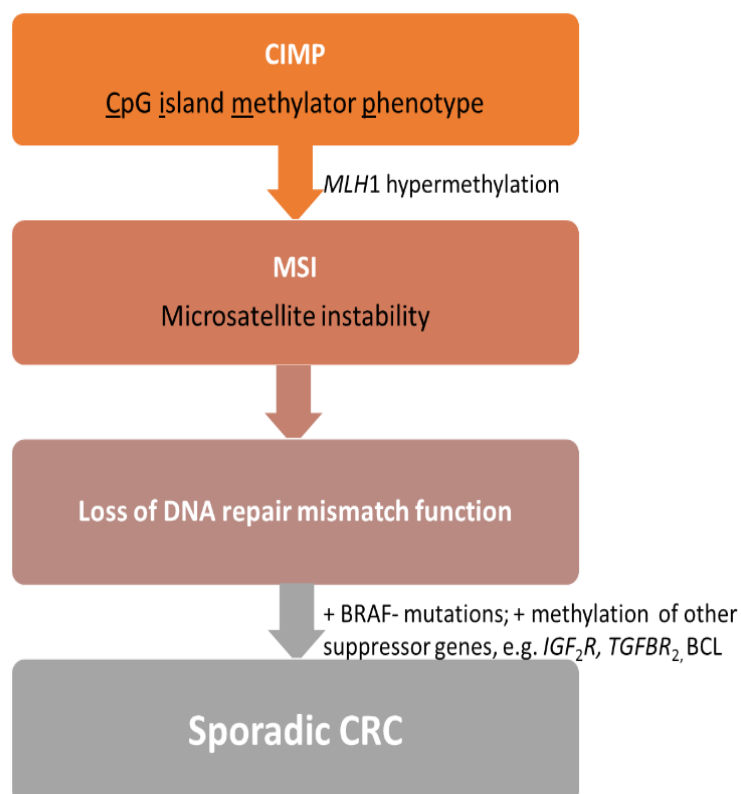 CIMP
CpG island methylator phenotype
MLH1 hypermethylation
MSI
Microsatellite instability
Loss of DNA repair mismatch function
+ BRAF- mutations; + methylation of other
suppressor genes, e.g. IGF₂R, TGFBR₂, BCL
Sporadic CRC